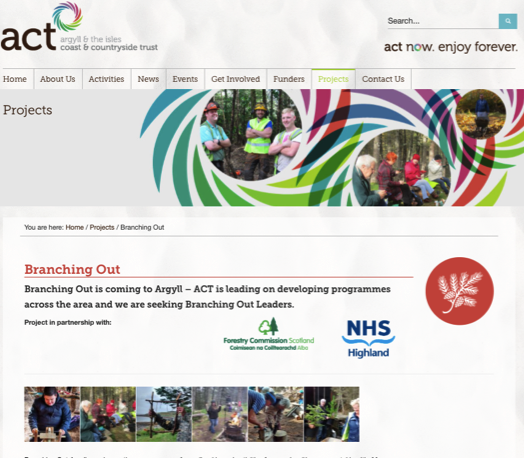 act
argyll & the isles
coast & countryside trust
Search...
act now. enjoy forever.
Home About Us Activities News Events Get Involved Funders Projects Contact Us
Projects
You are here: Home / Projects / Branching Out
Branching Out
Branching Out is coming to Argyll – ACT is leading on developing programmes
across the area and we are seeking Branching Out Leaders.
Project in partnership with:
Forestry Commission Scotland
Coimisean na Coilltearachd Alba
NHS
Highland